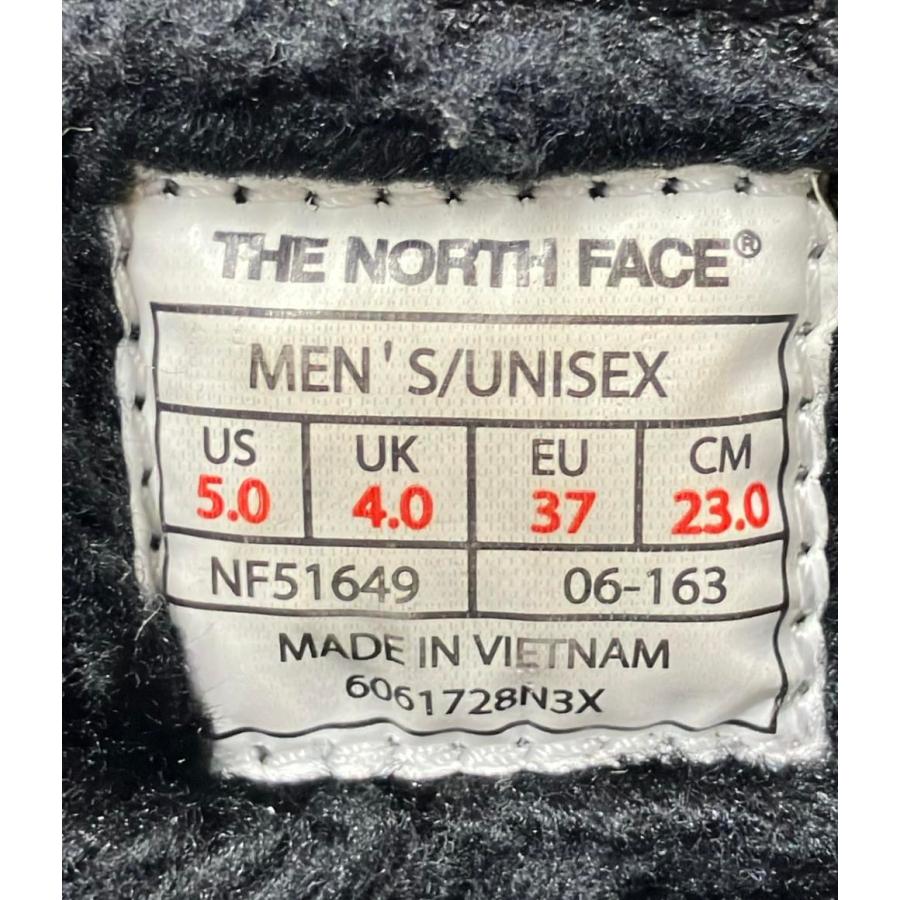 THE NORTH FACE®
MEN'S/UNISEX
US UK EU CM
5.0 4.0 37 23.0
NF51649 06-163
MADE IN VIETNAM
6061728N3X